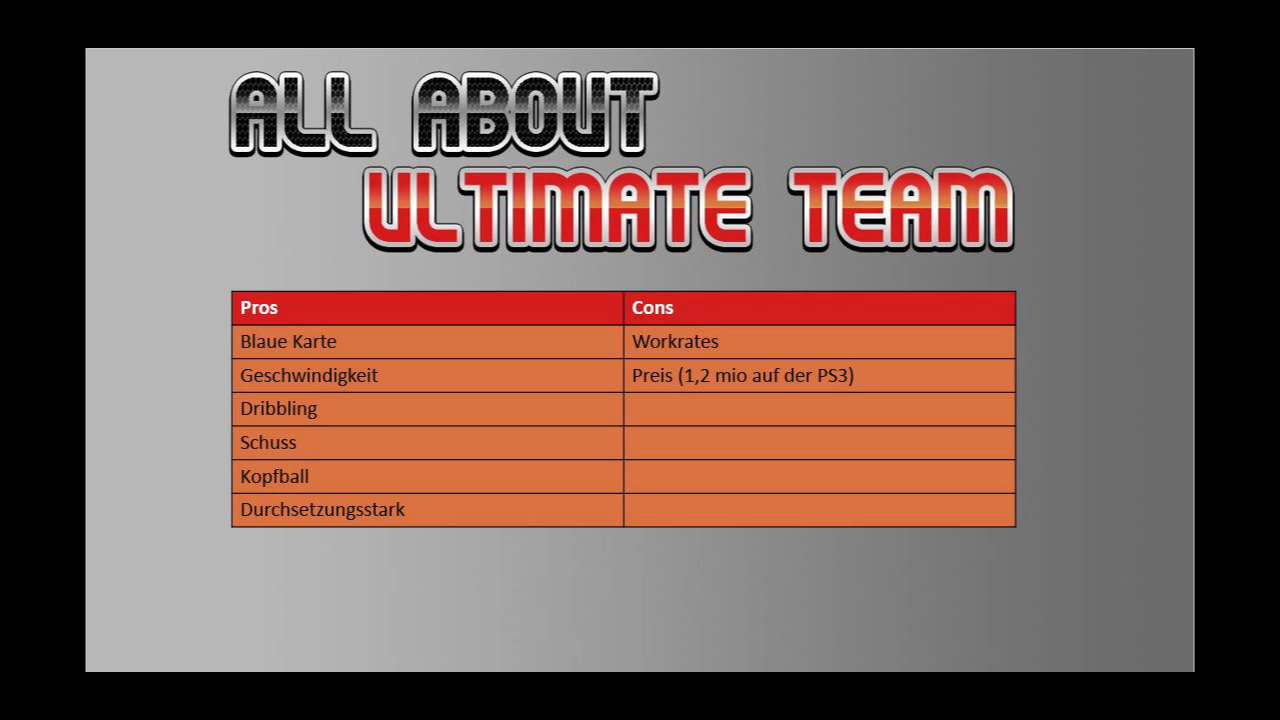 ALL ABOUT
ULTIMATE TEAM
Pros Cons
Blaue Karte Workrates
Geschwindigkeit Preis (1,2 mio auf der PS3)
Dribbling
Schuss
Kopfball
Durchsetzungsstark